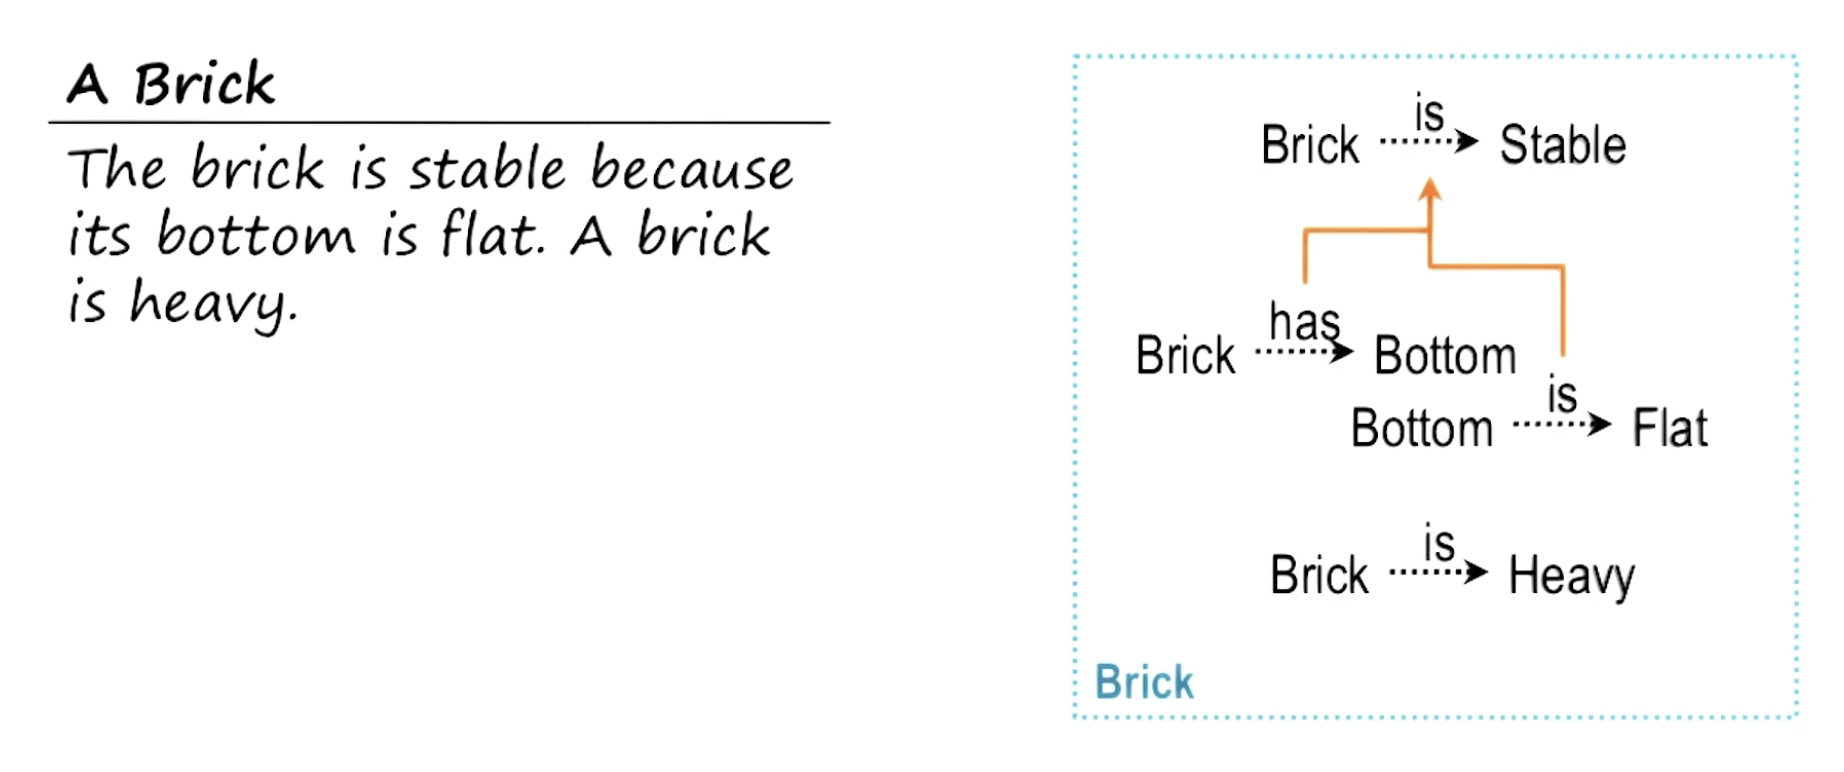 A Brick
The brick is stable because
its bottom is flat. A brick
is heavy.
is
Brick Stable
has
Brick Bottom
is
Bottom Flat
is
Brick Heavy
Brick